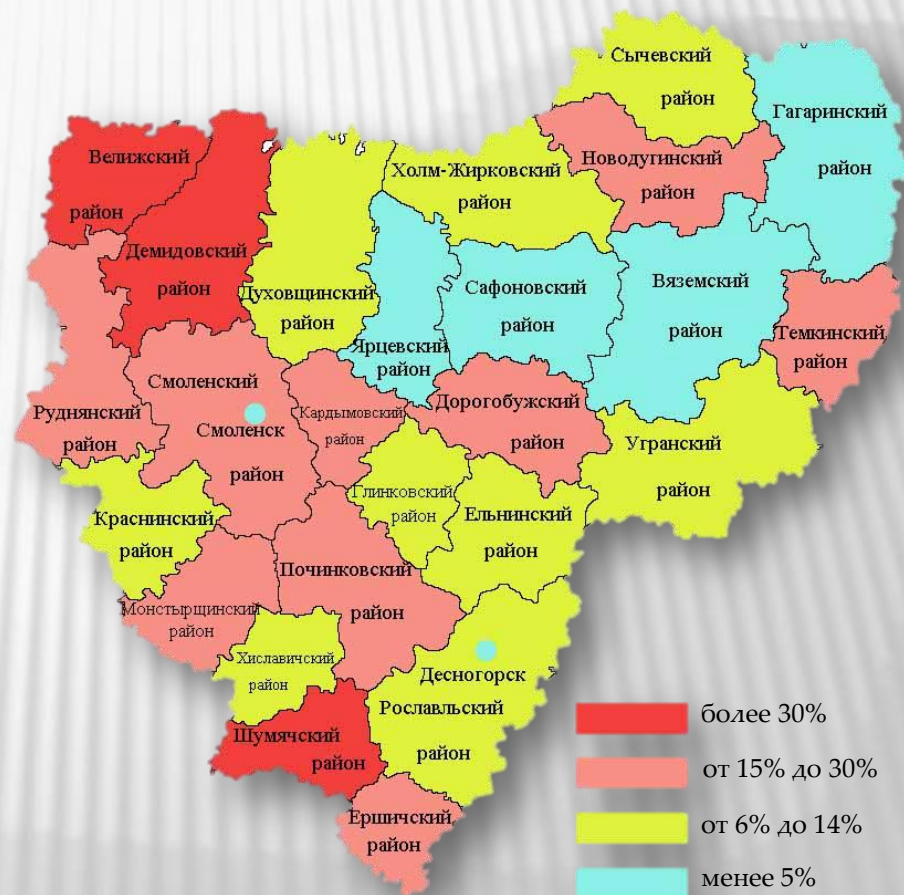 Сычевский
район
Гагаринский
район
Велижский
район
Холм-Жирковский
район
Новодугинский
район
Демидовский
район
Духовщинский
район
Сафоновский
район
Вяземский
район
Ярцевский
район
Темкинский
район
Смоленский
Смоленск
район
Руднянский
район
Кардымовский
район
Дорогобужский
район
Угранский
район
Глинковский
район
Ельнинский
район
Краснинский
район
Починковский
район
Монстырщинский
район
Хиславичский
район
Десногорск
Рославльский
район
Шумячский
район
Ершичский
район
более 30%
от 15% до 30%
от 6% до 14%
менее 5%